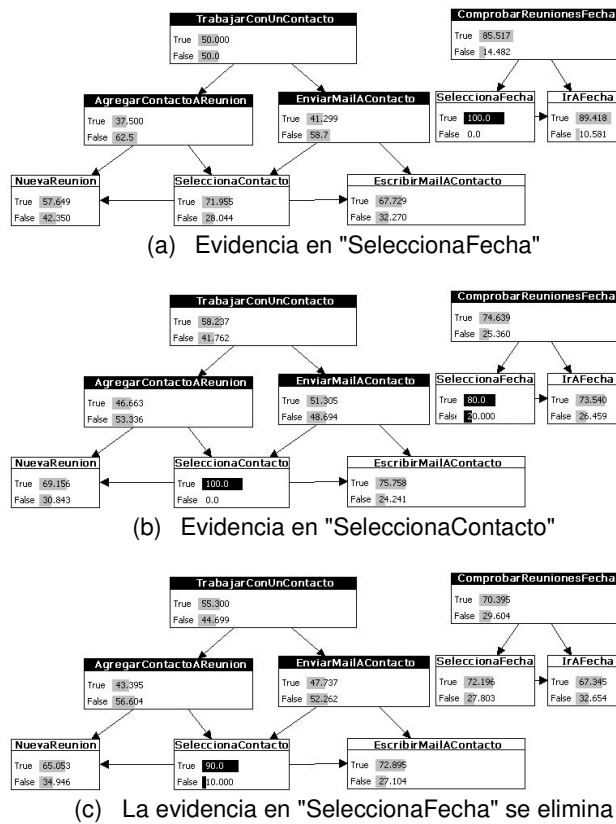 TrabajarConUnContacto
True 50.000
False 50.0
ComprobarReunionesFecha
True 85.517
False 14.482
AgregarContactoAReunion
True 37.500
False 62.5
EnviarMailAContacto
True 41.299
False 58.7
SeleccionaFecha
True 100.0
False 0.0
IrAFecha
True 89.418
False 10.581
NuevaReunion
True 57.649
False 42.350
SeleccionaContacto
True 71.955
False 28.044
EscribirMailAContacto
True 67.729
False 32.270
(a) Evidencia en "SeleccionaFecha"
TrabajarConUnContacto
True 58.237
False 41.762
ComprobarReunionesFecha
True 74.639
False 25.360
AgregarContactoAReunion
True 46.663
False 53.336
EnviarMailAContacto
True 51.305
False 48.694
SeleccionaFecha
True 80.0
False 20.000
IrAFecha
True 73.540
False 26.459
NuevaReunion
True 69.156
False 30.843
SeleccionaContacto
True 100.0
False 0.0
EscribirMailAContacto
True 75.758
False 24.241
(b) Evidencia en "SeleccionaContacto"
TrabajarConUnContacto
True 55.300
False 44.699
ComprobarReunionesFecha
True 70.395
False 29.604
AgregarContactoAReunion
True 43.395
False 56.604
EnviarMailAContacto
True 47.737
False 52.262
SeleccionaFecha
True 72.196
False 27.803
IrAFecha
True 67.345
False 32.654
NuevaReunion
True 65.053
False 34.946
SeleccionaContacto
True 90.0
False 10.000
EscribirMailAContacto
True 72.895
False 27.104
(c) La evidencia en "SeleccionaFecha" se elimina